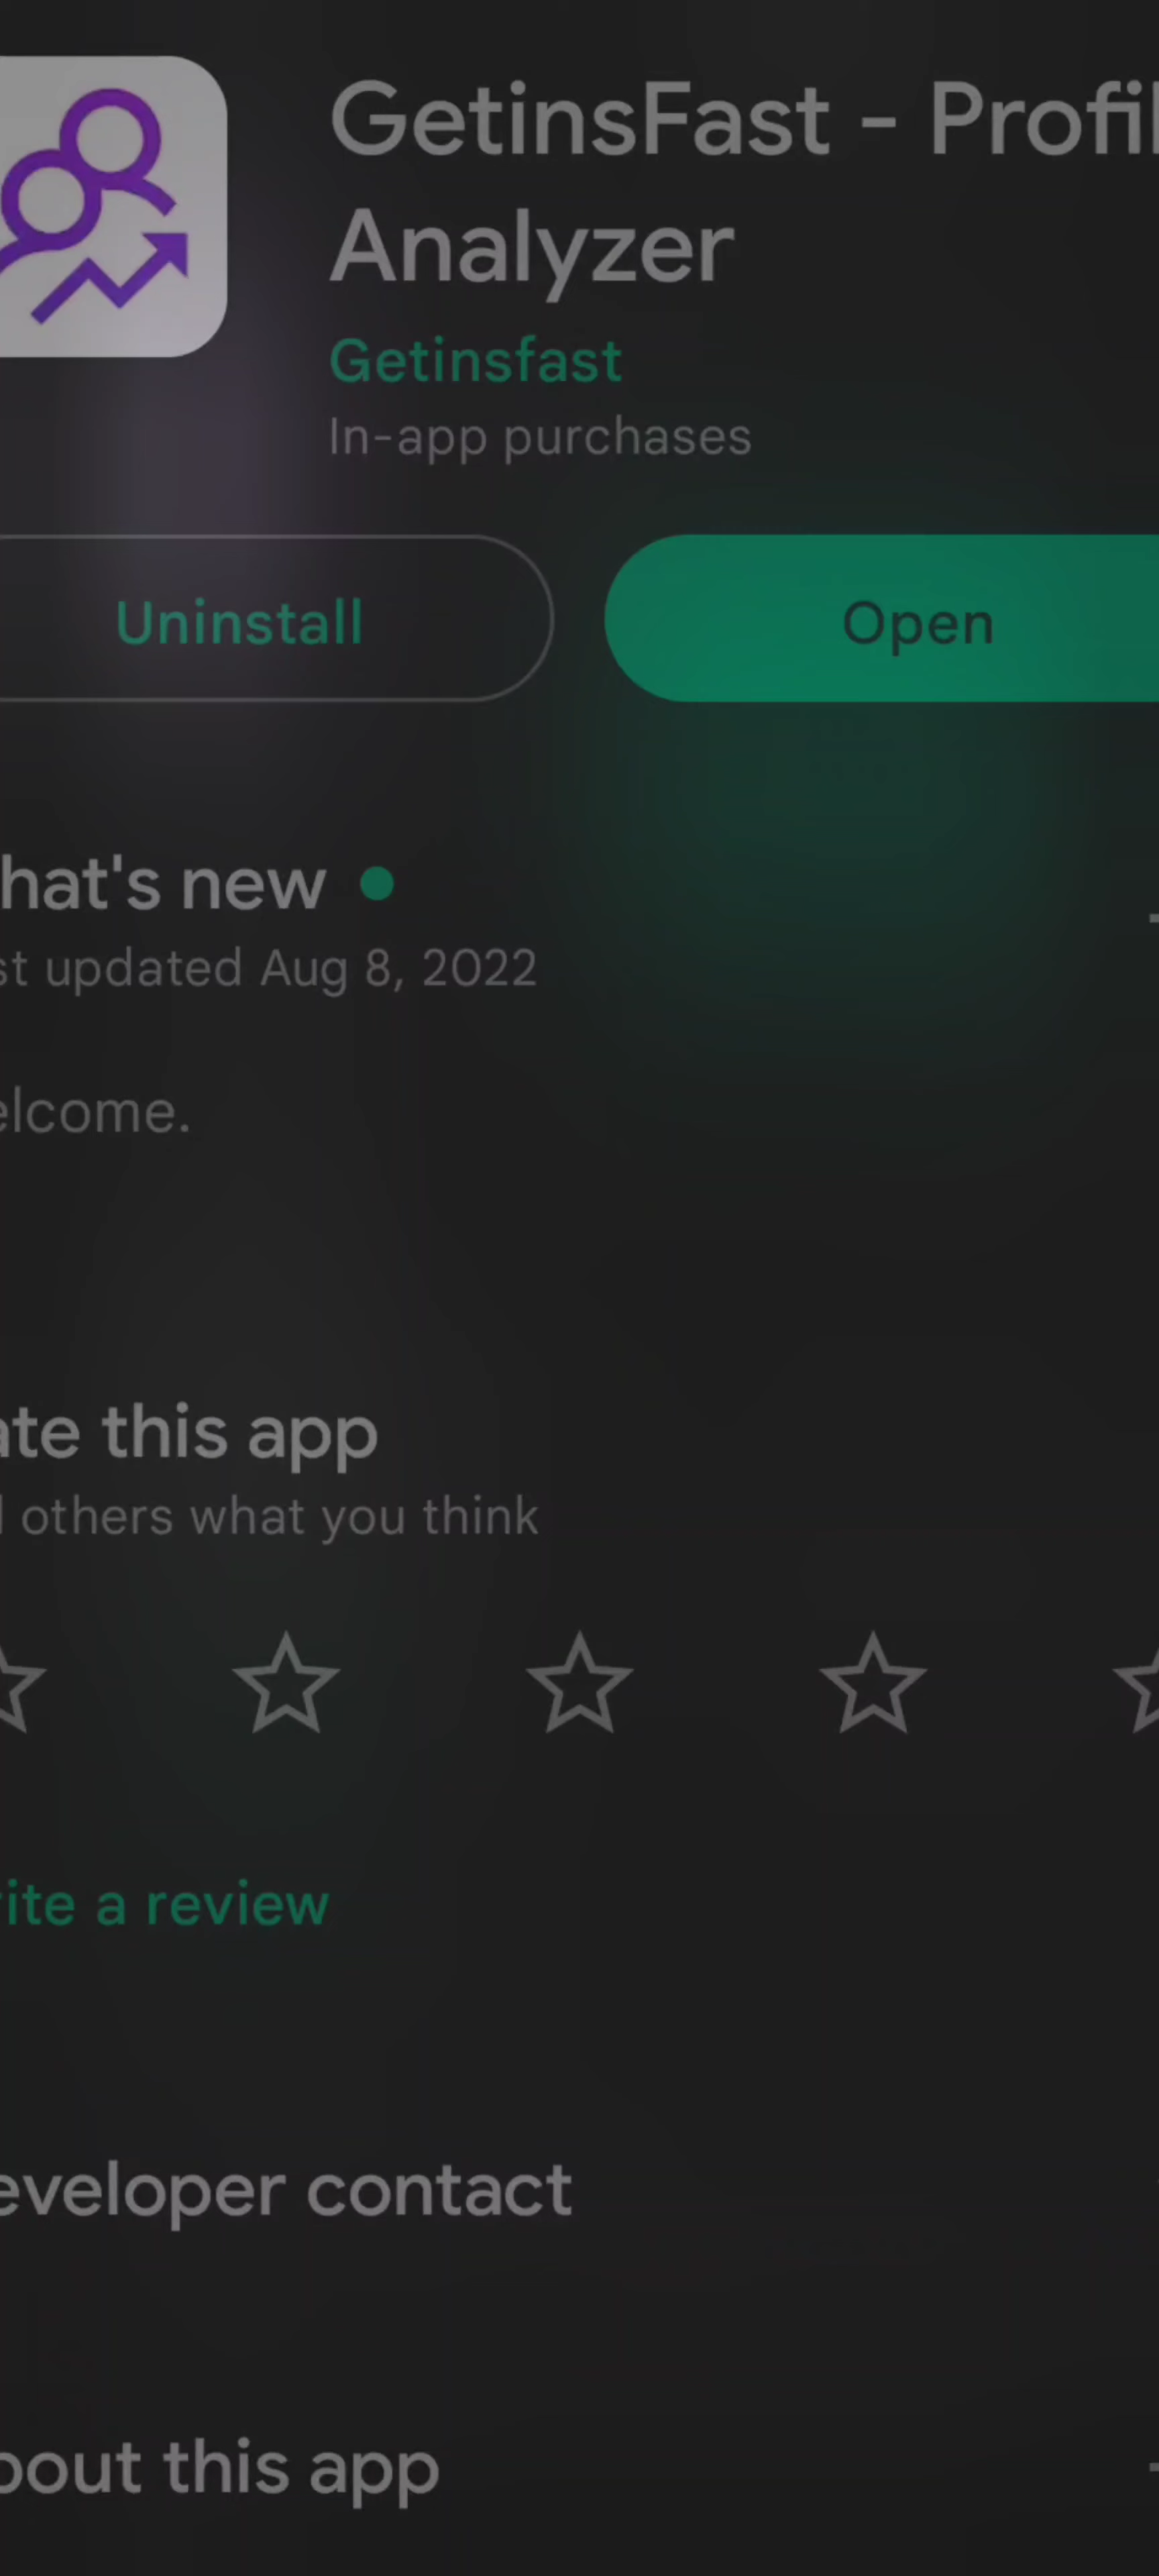 GetinsFast - Profil
Analyzer
Getinsfast
In-app purchases
Uninstall
Open
hat's new
st updated Aug 8, 2022
elcome.
ate this app
l others what you think
rite a review
eveloper contact
bout this app